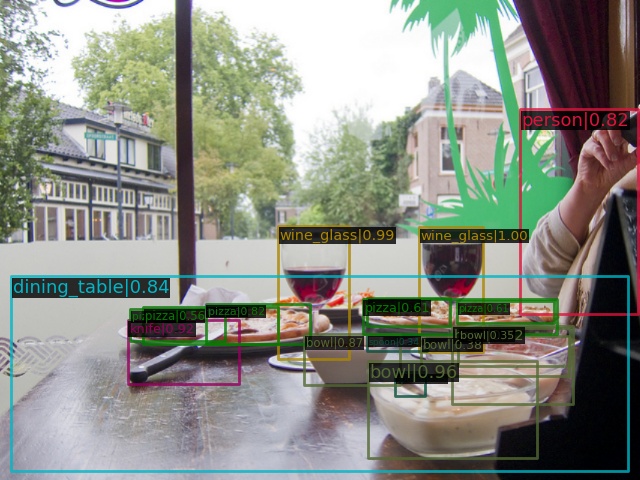 person|0.82
wine_glass|0.99
wine_glass|1.00
dining_table|0.84
pizza|0.82
pizza|0.61
pizza|0.61
pizza|0.56
knife|0.92
bowl|0.87
bowl|0.38
bowl|0.352
bowl|0.96